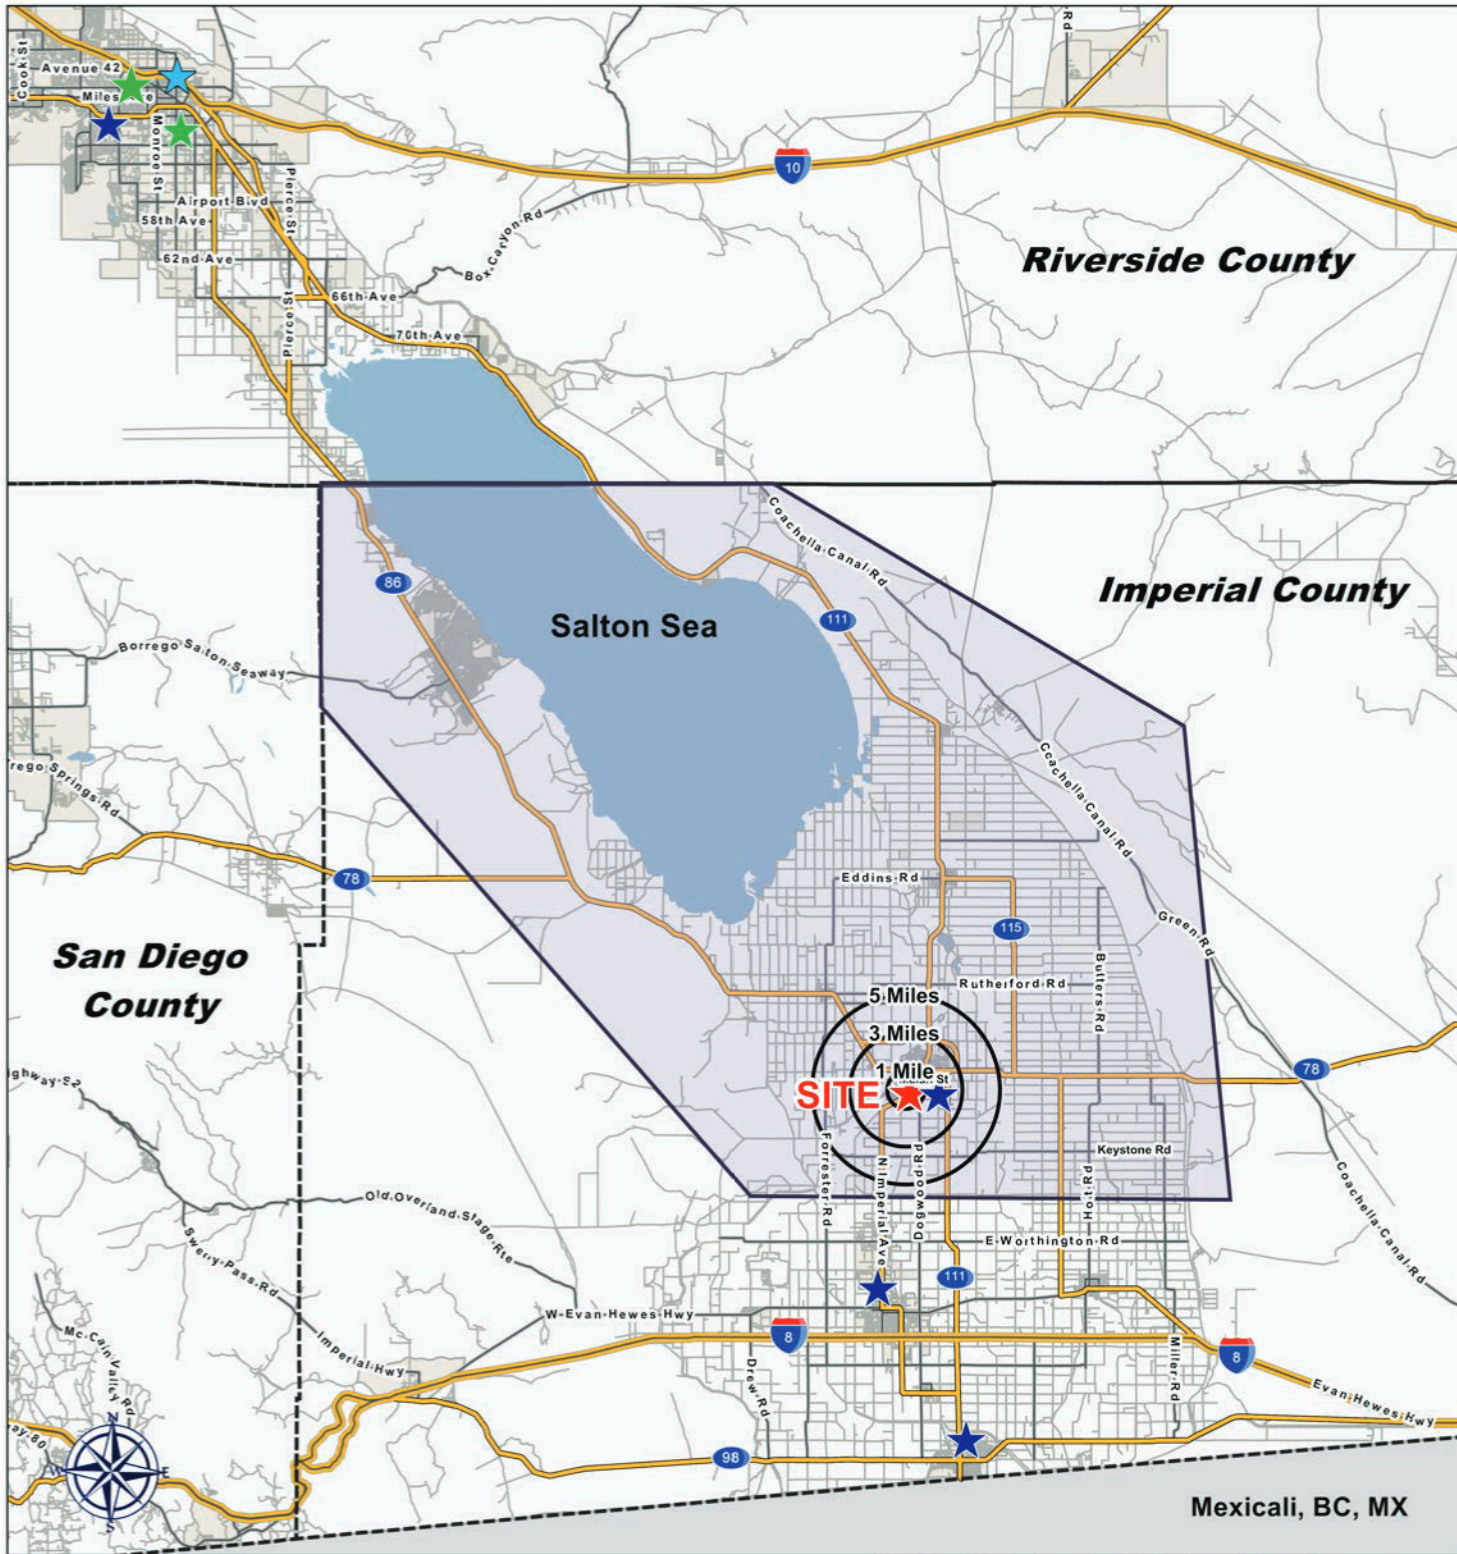 Rd
Cook St
Avenue 42
Miles Ave
Monroe St
10
Pierce St
Airport Blvd
58th Ave
Box Canyon Rd
62nd Ave
Riverside County
66th Ave
Pierce St
70th Ave
Coachella Canal Rd
86
Imperial County
111
Salton Sea
Borrego Salton Seaway
rego Springs Rd
Coachella Canal Rd
78
Eddins Rd
Green Rd
115
San Diego
County
Butters Rd
Rutherford Rd
5 Miles
3 Miles
1 Mile
St
78
SITE
ighway S2
Forrester Rd
N Imperial Ave
Dogwood Rd
Keystone Rd
Holt Rd
Coachella Canal Rd
Old Overland Stage Rte
E Worthington Rd
Sweeny Pass Rd
111
W Evan Hewes Hwy
Mc Cain Valley Rd
Imperial Hwy
8
8
Drew Rd
Miller Rd
Evan Hewes Hwy
ay 80
N
W
E
S
98
Mexicali, BC, MX